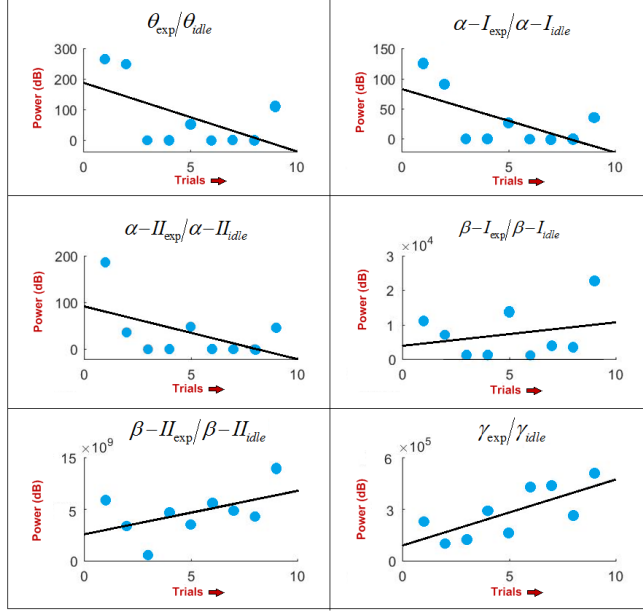 θexp/θidle
Power (dB)
300
200
100
0
0
5
10
Trials
α-Iexp/α-Iidle
Power (dB)
150
100
50
0
0
5
10
Trials
α-IIexp/α-IIidle
Power (dB)
200
100
0
0
5
10
Trials
β-Iexp/β-Iidle
× 10^4
Power (dB)
3
2
1
0
0
5
10
Trials
β-IIexp/β-IIidle
× 10^9
Power (dB)
15
5
0
0
5
10
Trials
γexp/γidle
× 10^5
Power (dB)
6
3
0
0
5
10
Trials